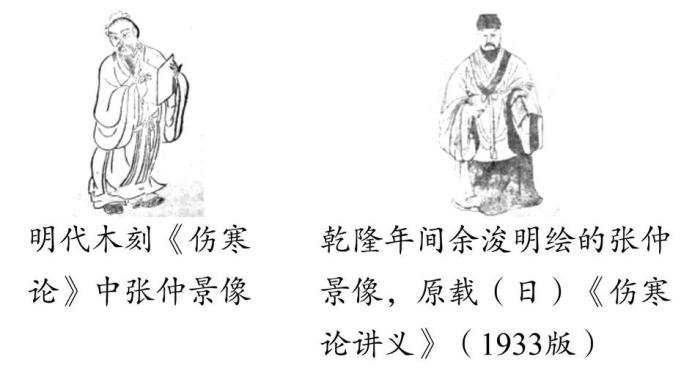 明代木刻《伤寒
论》中张仲景像
乾隆年间余浚明绘的张仲
景像，原载（日）《伤寒
论讲义》（1933版）